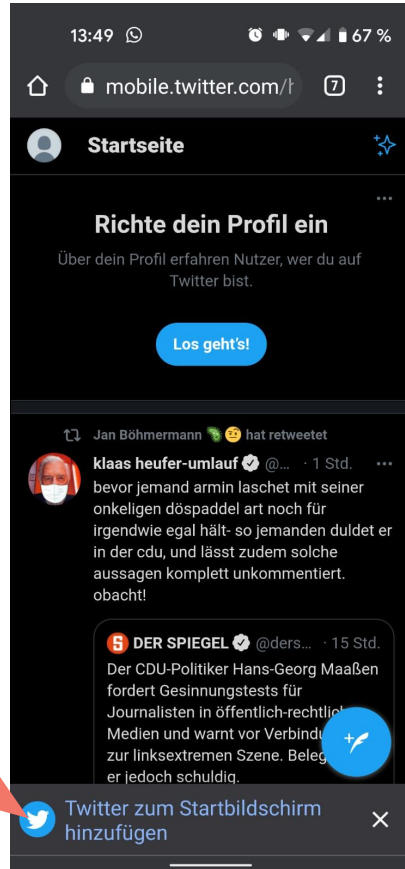 13:49 67 %
mobile.twitter.com/h 7
Startseite
Richte dein Profil ein
Über dein Profil erfahren Nutzer, wer du auf
Twitter bist.
Los geht's!
Jan Böhmermann hat retweetet
klaas heufer-umlauf @… · 1 Std.
bevor jemand armin laschet mit seiner
onkeligen döspaddel art noch für
irgendwie egal hält- so jemanden duldet er
in der cdu, und lässt zudem solche
aussagen komplett unkommentiert.
obacht!
DER SPIEGEL @ders… · 15 Std.
Der CDU-Politiker Hans-Georg Maaßen
fordert Gesinnungstests für
Journalisten in öffentlich-rechtlich
Medien und warnt vor Verbindu
zur linksextremen Szene. Beleg
er jedoch schuldig.
Twitter zum Startbildschirm
hinzufügen